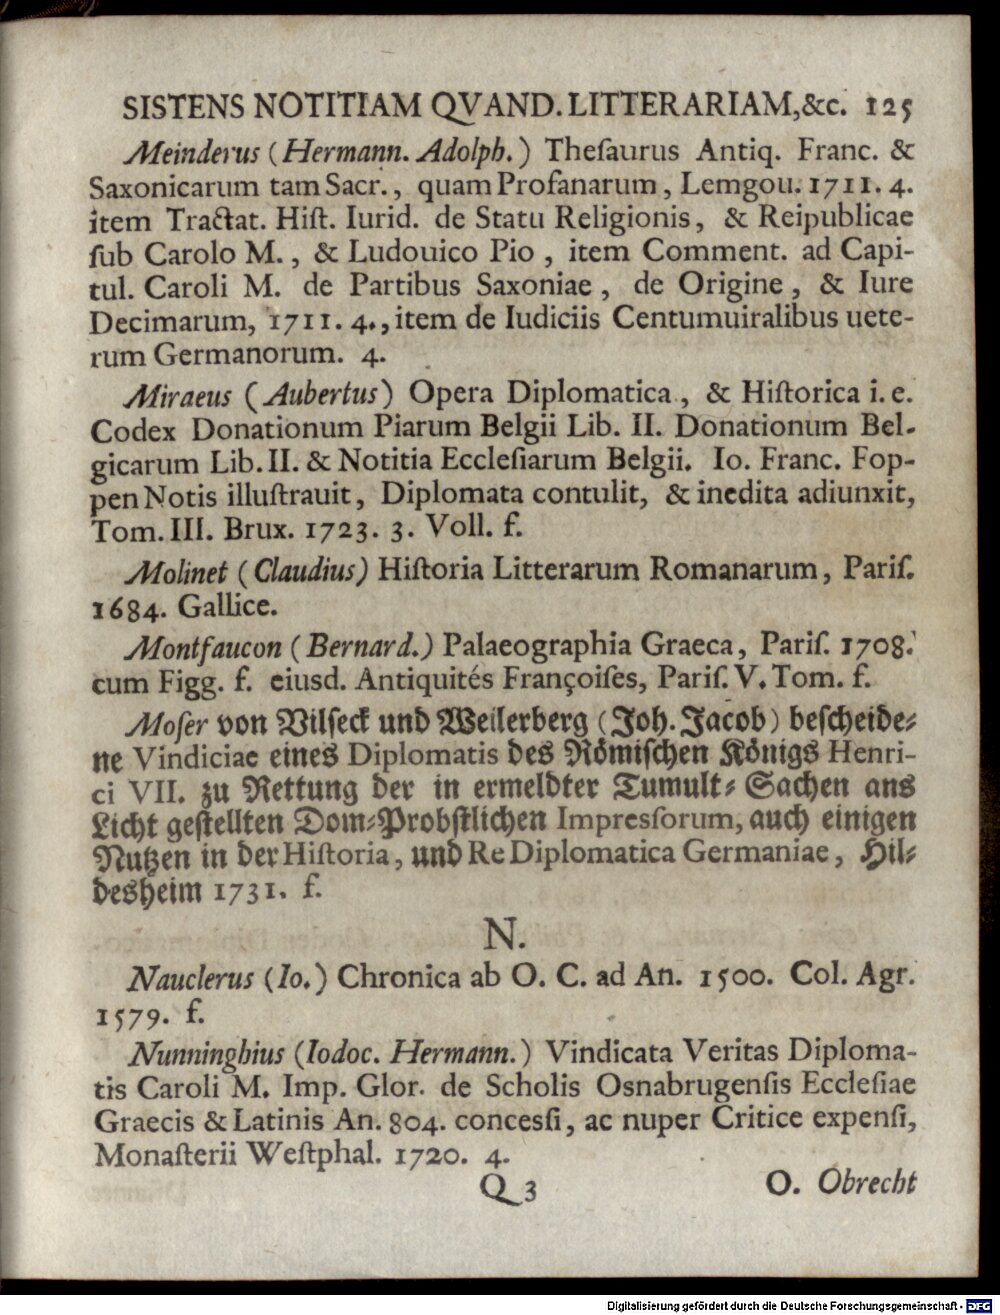 SISTENS NOTITIAM QVAND. LITTERARIAM,&c. 125
Meinderus (Hermann. Adolph.) Theſaurus Antiq. Franc. &
Saxonicarum tam Sacr., quam Profanarum, Lemgou. 1711. 4.
item Tractat. Hiſt. Iurid. de Statu Religionis, & Reipublicae
ſub Carolo M., & Ludouico Pio, item Comment. ad Capi-
tul. Caroli M. de Partibus Saxoniae, de Origine, & Iure
Decimarum, 1711. 4., item de Iudiciis Centumuiralibus uete-
rum Germanorum. 4.
Miraeus (Aubertus) Opera Diplomatica, & Hiſtorica i. e.
Codex Donationum Piarum Belgii Lib. II. Donationum Bel-
gicarum Lib. II. & Notitia Eccleſiarum Belgii. Io. Franc. Fop-
pen Notis illuſtrauit, Diplomata contulit, & inedita adiunxit,
Tom. III. Brux. 1723. 3. Voll. f.
Molinet (Claudius) Hiſtoria Litterarum Romanarum, Pariſ.
1684. Gallice.
Montfaucon (Bernard.) Palaeographia Graeca, Pariſ. 1708.
cum Figg. f. eiusd. Antiquités Françoiſes, Pariſ. V. Tom. f.
Moſer von Vilſeck und Weilerberg (Joh. Jacob) beſcheide-
ne Vindiciae eines Diplomatis des Römiſchen Königs Henri-
ci VII. zu Rettung der in ermeldter Tumult-Sachen ans
Licht geſtellten Dom-Probſtlichen Impreſſorum, auch einigen
Nutzen in der Hiſtoria, und Re Diplomatica Germaniae, Hil-
desheim 1731. f.
N.
Nauclerus (Io.) Chronica ab O. C. ad An. 1500. Col. Agr.
1579. f.
Nunninghius (Iodoc. Hermann.) Vindicata Veritas Diploma-
tis Caroli M. Imp. Glor. de Scholis Osnabrugenſis Eccleſiae
Graecis & Latinis An. 804. conceſſi, ac nuper Critice expenſi,
Monaſterii Weſtphal. 1720. 4.
Q 3 O. Obrecht
Digitalisierung gefördert durch die Deutsche Forschungsgemeinschaft - DFG